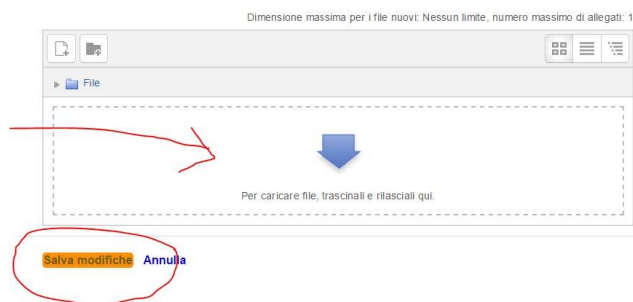 Dimensione massima per i file nuovi: Nessun limite, numero massimo di allegati: 1
File
Per caricare file, trascinali e rilasciali qui.
Salva modifiche Annulla